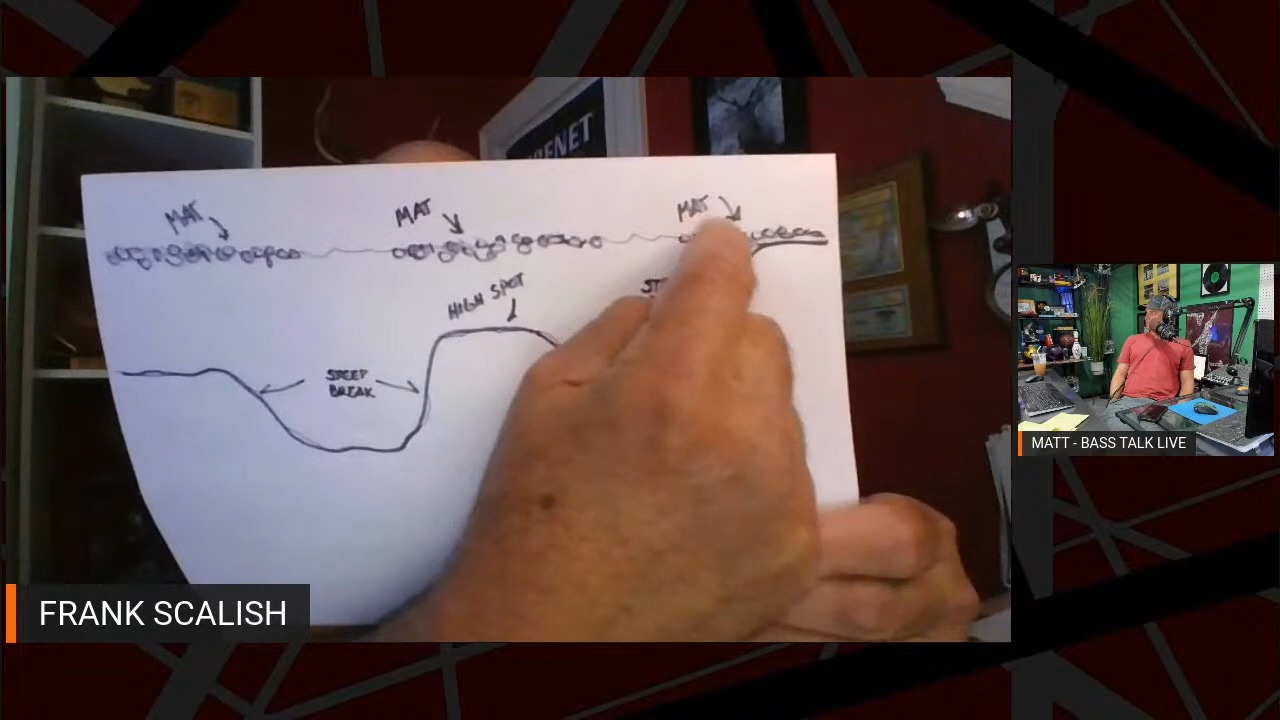 MAT
MAT
MAT
HIGH SPOT
STEEP
BREAK
FRANK SCALISH
MATT - BASS TALK LIVE